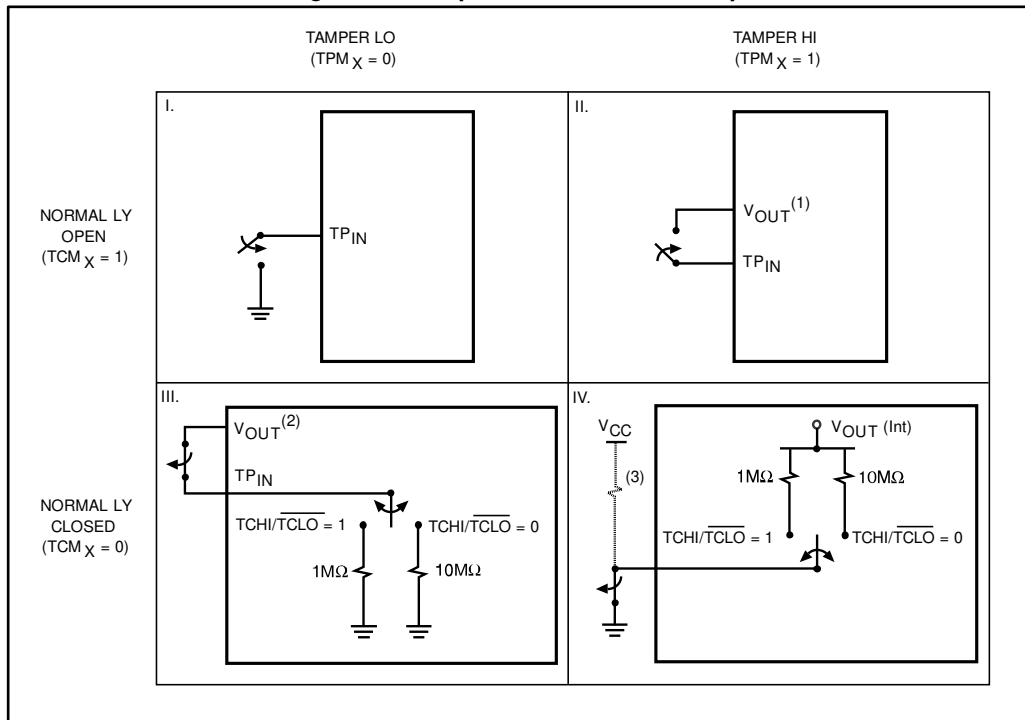 TAMPER LO
(TPM X = 0)
TAMPER HI
(TPM X = 1)
NORMAL LY
OPEN
(TCM X = 1)
I.
TPIN
II.
VOUT(1)
TPIN
NORMAL LY
CLOSED
(TCM X = 0)
III.
VOUT(2)
TPIN
TCHI/TCLO = 1
TCHI/TCLO = 0
1MΩ
10MΩ
IV.
VCC
(3)
VOUT (Int)
1MΩ
10MΩ
TCHI/TCLO = 1
TCHI/TCLO = 0